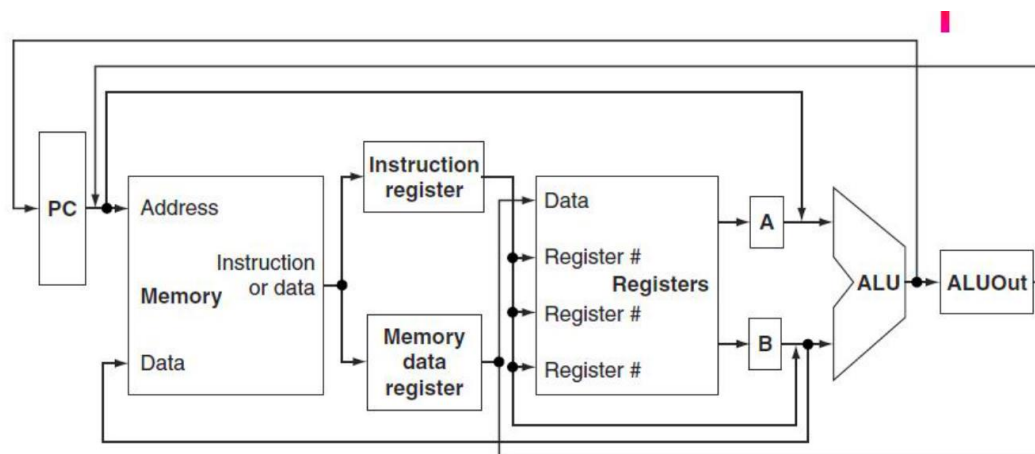 PC
Address
Instruction
or data
Memory
Data
Instruction
register
Memory
data
register
Data
Register #
Registers
Register #
Register #
A
B
ALU
ALUOut